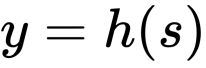 y = h(s)